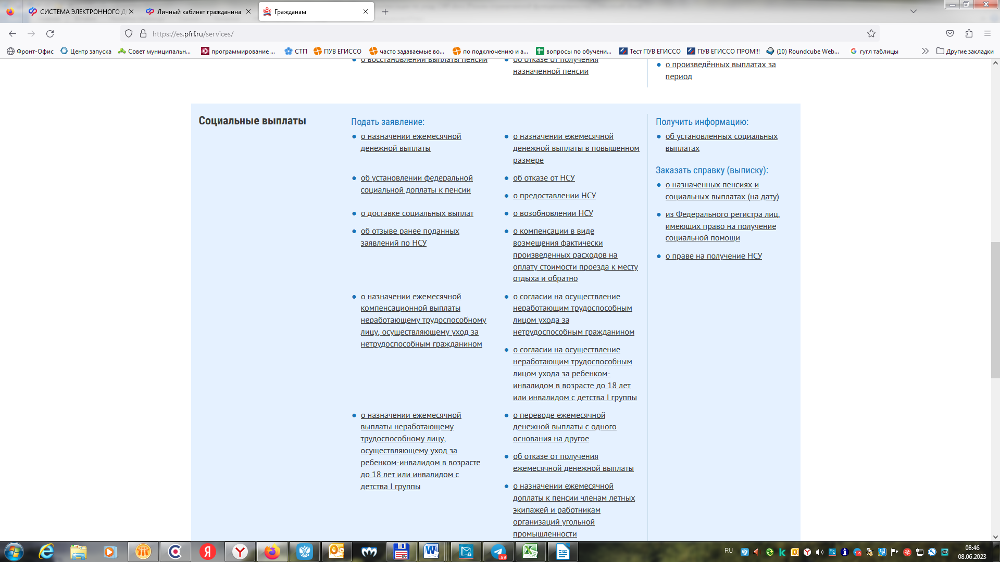 СИСТЕМА ЭЛЕКТРОННОГО Д
Личный кабинет гражданина
Гражданам
https://es.pfrf.ru/services/
Фронт-Офис
Центр запуска
Совет муниципальн...
программирование ...
СТП
ПУВ ЕГИССО
часто задаваемые во...
по подключению и а...
вопросы по обучени...
Тест ПУВ ЕГИССО
ПУВ ЕГИССО ПРОМ!!!
(10) Roundcube Web...
гугл таблицы
Другие закладки
о восстановлении выплаты пенсии
об отказе от получения
назначенной пенсии
о произведённых выплатах за
период
Социальные выплаты
Подать заявление:
о назначении ежемесячной
денежной выплаты
об установлении федеральной
социальной доплаты к пенсии
о доставке социальных выплат
об отзыве ранее поданных
заявлений по НСУ
о назначении ежемесячной
компенсационной выплаты
неработающему трудоспособному
лицу, осуществляющему уход за
нетрудоспособным гражданином
о назначении ежемесячной
выплаты неработающему
трудоспособному лицу,
осуществляющему уход за
ребенком-инвалидом в возрасте
до 18 лет или инвалидом с
детства I группы
о назначении ежемесячной
денежной выплаты в повышенном
размере
об отказе от НСУ
о предоставлении НСУ
о возобновлении НСУ
о компенсации в виде
возмещения фактически
произведенных расходов на
оплату стоимости проезда к месту
отдыха и обратно
о согласии на осуществление
неработающим трудоспособным
лицом ухода за
нетрудоспособным гражданином
о согласии на осуществление
неработающим трудоспособным
лицом ухода за ребенком-
инвалидом в возрасте до 18 лет
или инвалидом с детства I группы
о переводе ежемесячной
денежной выплаты с одного
основания на другое
об отказе от получения
ежемесячной денежной выплаты
о назначении ежемесячной
доплаты к пенсии членам летных
экипажей и работникам
организаций угольной
промышленности
Получить информацию:
об установленных социальных
выплатах
Заказать справку (выписку):
о назначенных пенсиях и
социальных выплатах (на дату)
из Федерального регистра лиц,
имеющих право на получение
социальной помощи
о праве на получение НСУ
RU
08:46
08.06.2023